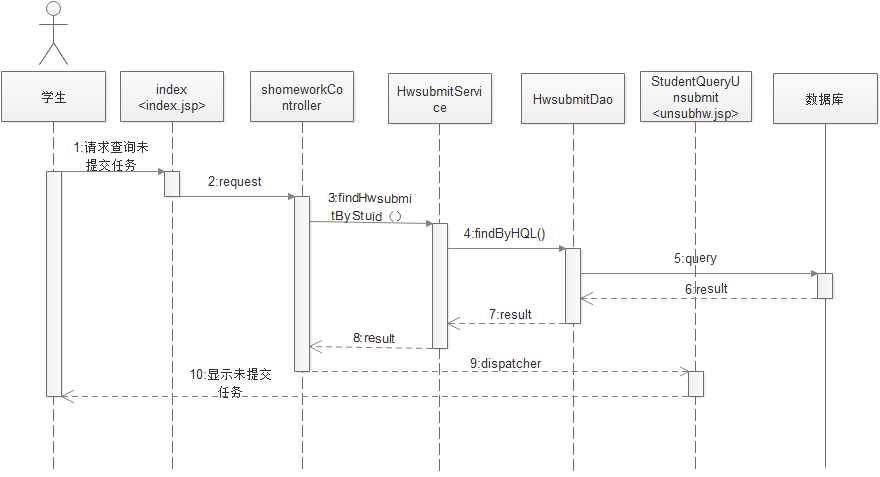 学生
index
<index.jsp>
shomeworkCo
ntroller
HwsubmitServi
ce
HwsubmitDao
StudentQueryU
nsubmit
<unsubhw.jsp>
数据库
1:请求查询未
提交任务
2:request
3:findHwsubmi
tByStuid（）
4:findByHQL()
5:query
6:result
7:result
8:result
9:dispatcher
10:显示未提交
任务